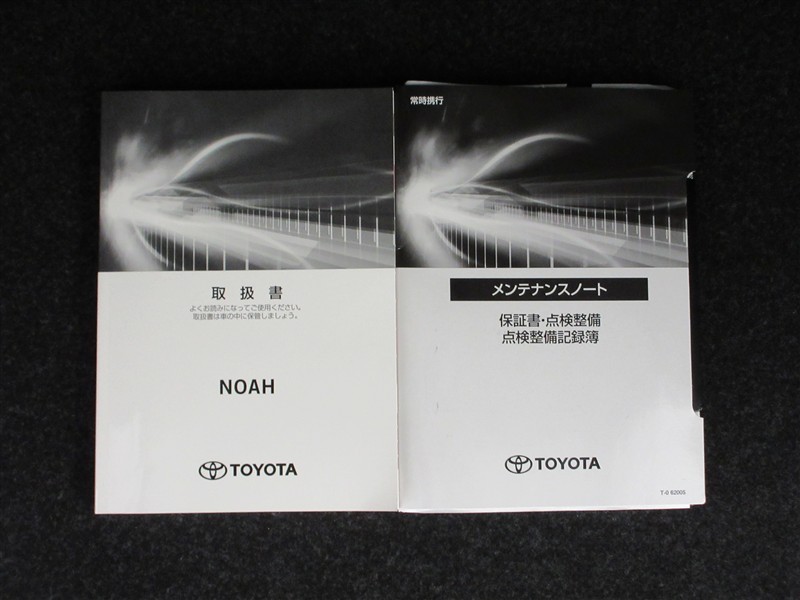 取扱書
よくお読みになってご使用ください。
取扱書は車の中に保管しましょう。
NOAH
TOYOTA
常時携行
メンテナンスノート
保証書・点検整備
点検整備記録簿
TOYOTA